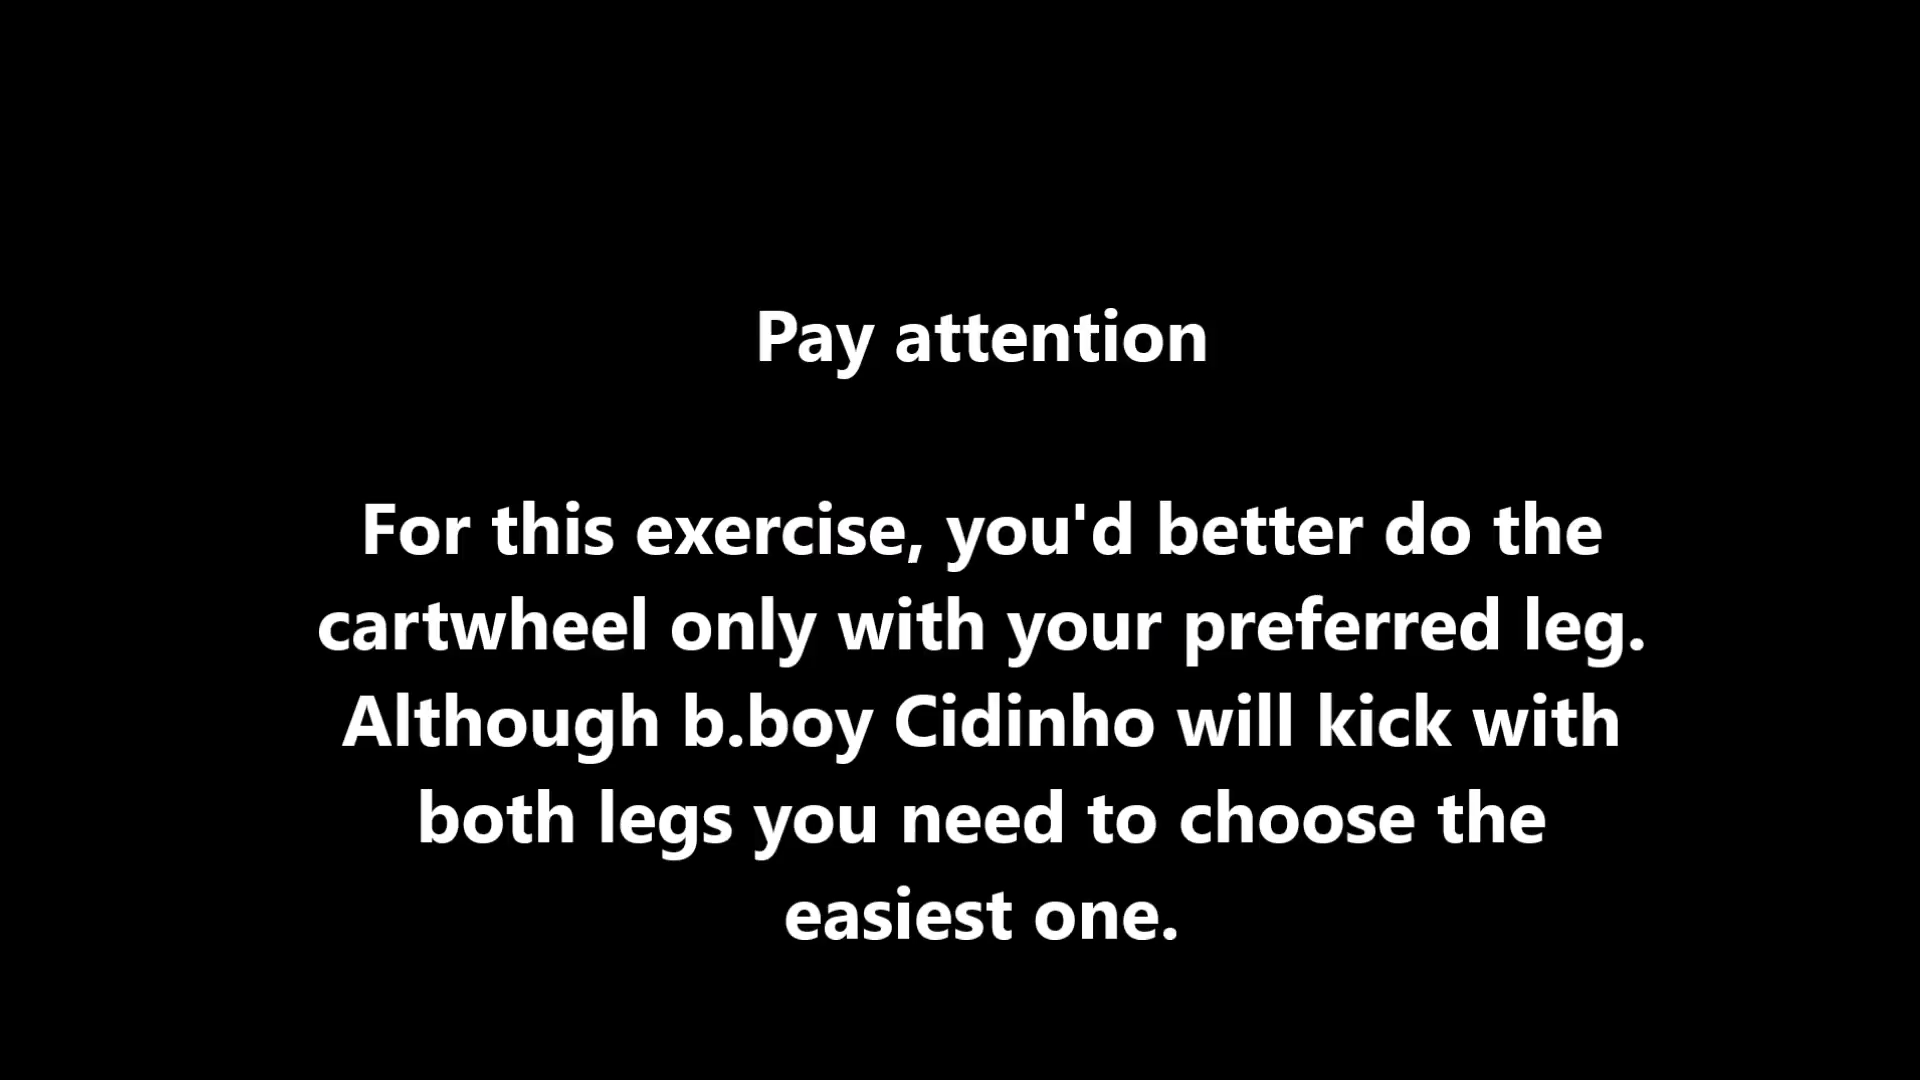 Pay attention
For this exercise, you'd better do the
cartwheel only with your preferred leg.
Although b.boy Cidinho will kick with
both legs you need to choose the
easiest one.